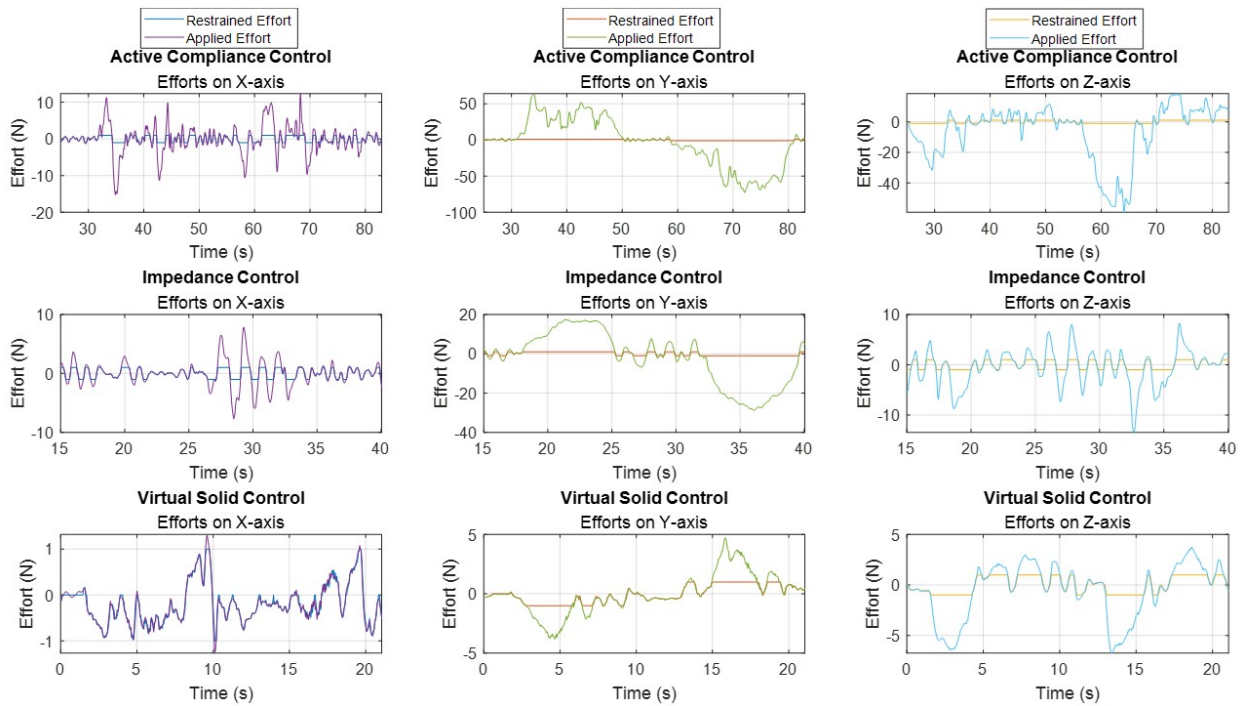 Restrained Effort
Applied Effort
Active Compliance Control
Efforts on X-axis
Effort (N)
10
0
-10
-20
30 40 50 60 70 80
Time (s)
Restrained Effort
Applied Effort
Active Compliance Control
Efforts on Y-axis
Effort (N)
50
0
-50
-100
30 40 50 60 70 80
Time (s)
Restrained Effort
Applied Effort
Active Compliance Control
Efforts on Z-axis
Effort (N)
0
-20
-40
30 40 50 60 70 80
Time (s)
Impedance Control
Efforts on X-axis
Effort (N)
10
0
-10
15 20 25 30 35 40
Time (s)
Impedance Control
Efforts on Y-axis
Effort (N)
20
0
-20
-40
15 20 25 30 35 40
Time (s)
Impedance Control
Efforts on Z-axis
Effort (N)
10
0
-10
15 20 25 30 35 40
Time (s)
Virtual Solid Control
Efforts on X-axis
Effort (N)
1
0
-1
0 5 10 15 20
Time (s)
Virtual Solid Control
Efforts on Y-axis
Effort (N)
5
0
-5
0 5 10 15 20
Time (s)
Virtual Solid Control
Efforts on Z-axis
Effort (N)
5
0
-5
0 5 10 15 20
Time (s)